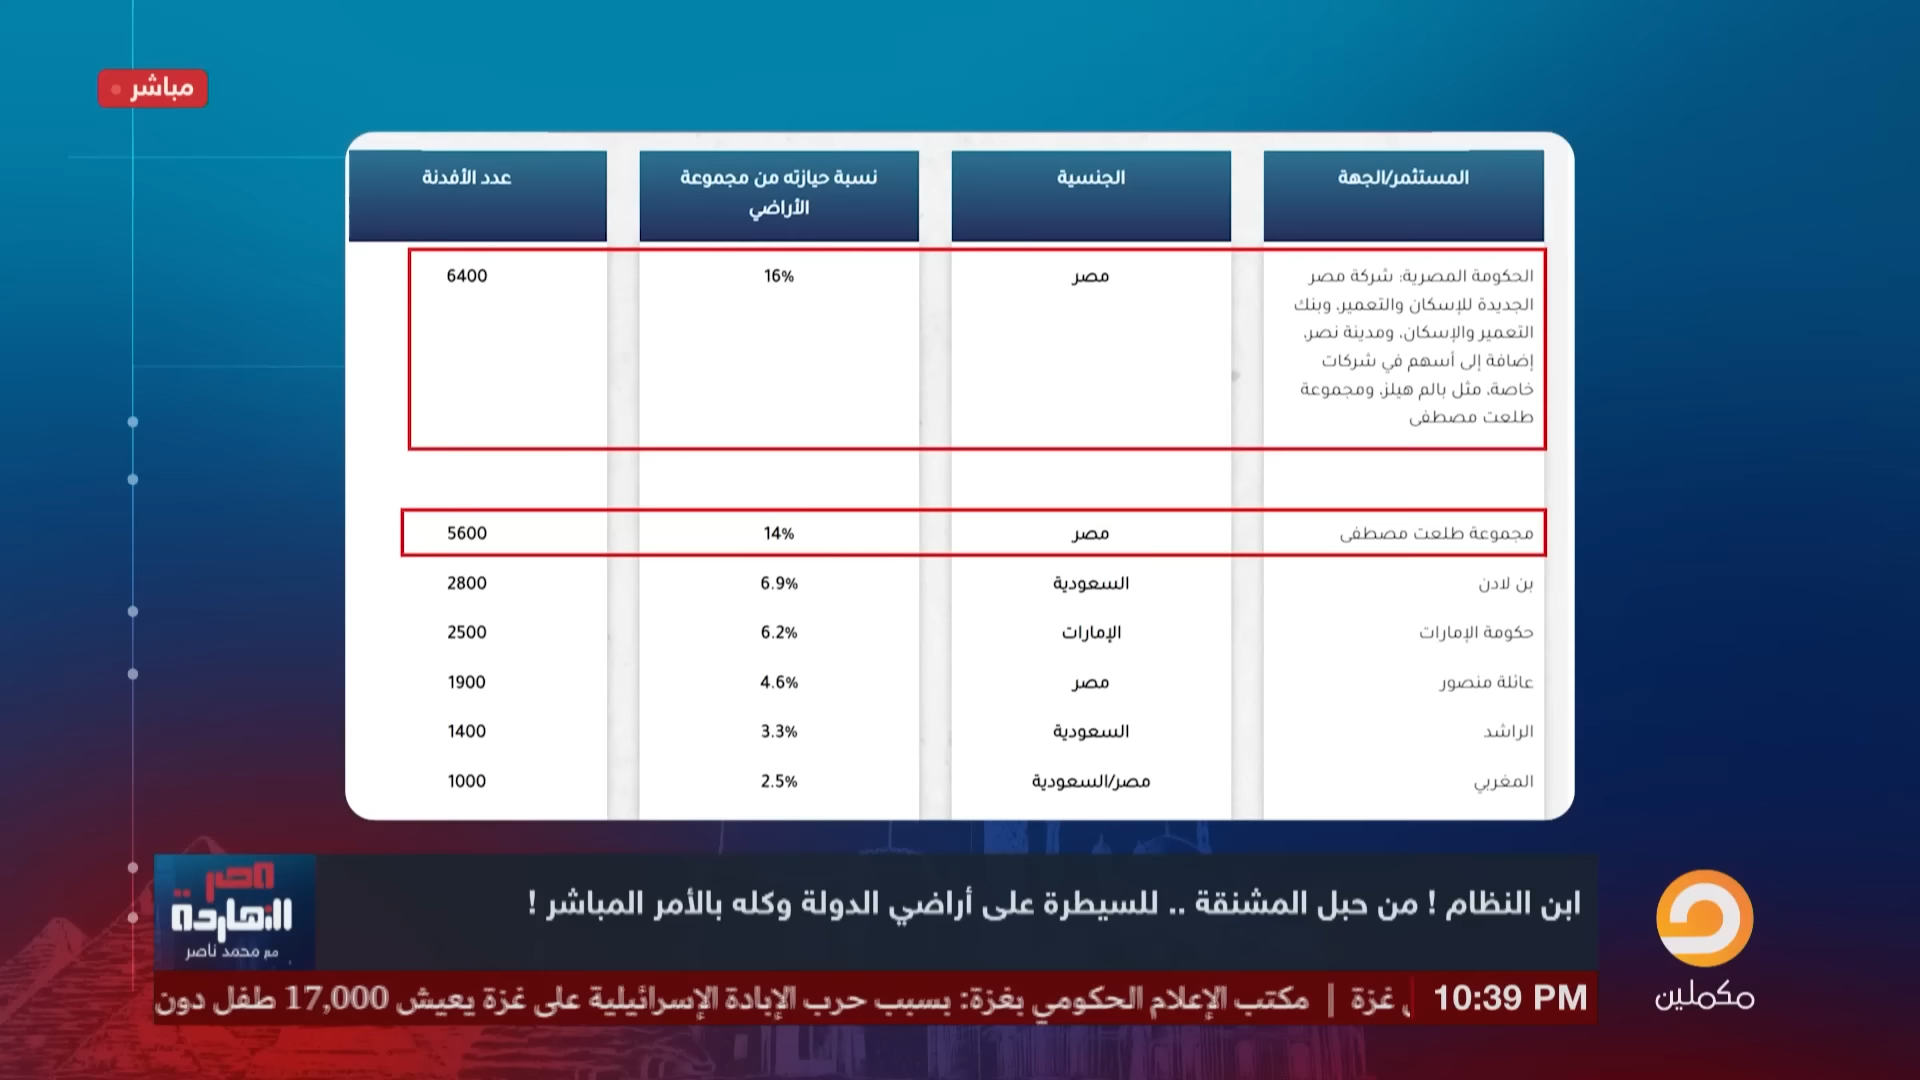 مباشر
المستثمر/الجهة
الجنسية
نسبة حيازته من مجموعة
الأراضي
عدد الأفدنة
الحكومة المصرية: شركة مصر
الجديدة للإسكان والتعمير، وبنك
التعمير والإسكان، ومدينة نصر،
إضافة إلى أسهم في شركات
خاصة، مثل بالم هيلز، ومجموعة
طلعت مصطفى
مصر
16%
6400
مجموعة طلعت مصطفى
مصر
14%
5600
بن لادن
السعودية
6.9%
2800
حكومة الإمارات
الإمارات
6.2%
2500
عائلة منصور
مصر
4.6%
1900
الراشد
السعودية
3.3%
1400
المغربي
مصر/السعودية
2.5%
1000
ابن النظام ! من حبل المشنقة .. للسيطرة على أراضي الدولة وكله بالأمر المباشر !
مصر
النهاردة
مع محمد ناصر
10:39 PM
غزة | مكتب الإعلام الحكومي بغزة: بسبب حرب الإبادة الإسرائيلية على غزة يعيش 17,000 طفل دون
مكملين